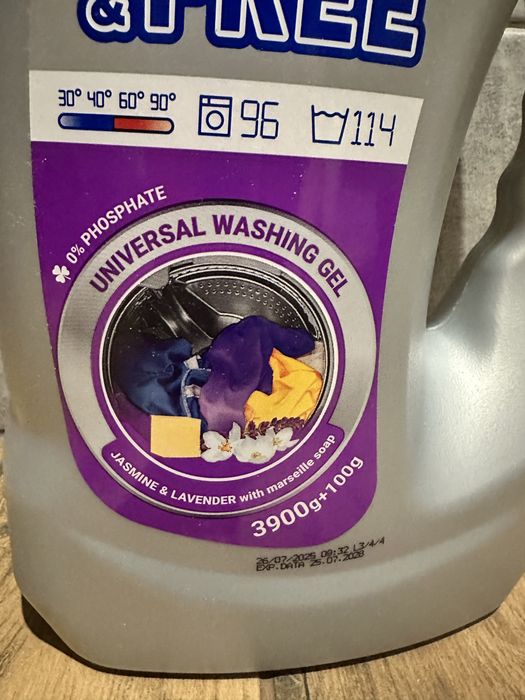 & FREE
30° 40° 60° 90°
96
114
0% PHOSPHATE
UNIVERSAL WASHING GEL
JASMINE & LAVENDER with marseille soap
3900g+100g
26/07/2025 09:32 L3/4/4
EXP.DATA 25.07.2028